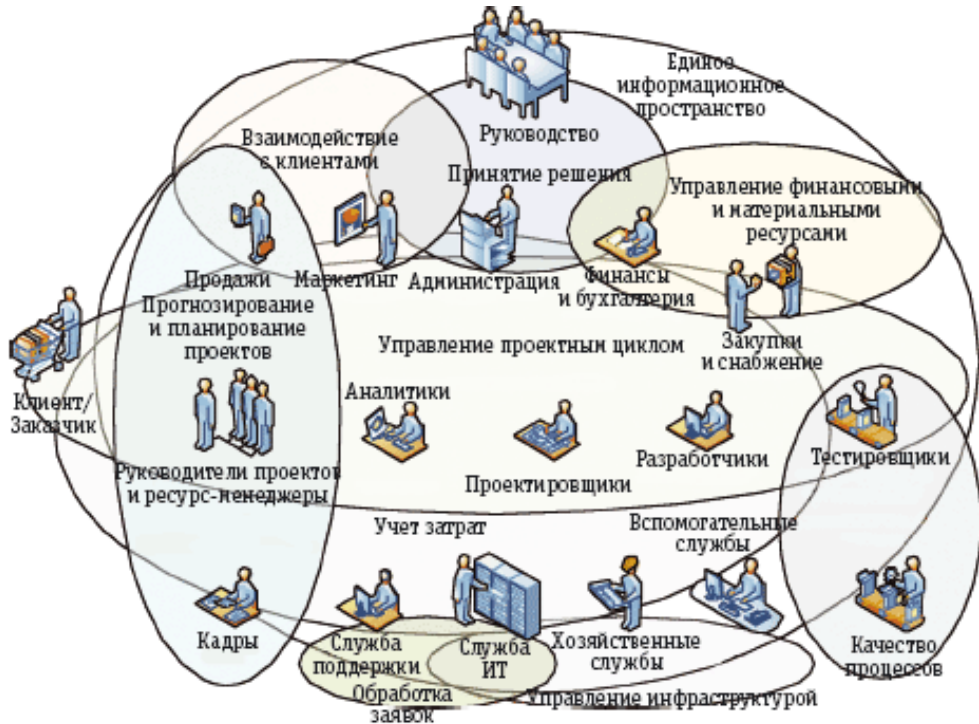 Единое
информационное
пространство
Руководство
Взаимодействие
с клиентами
Принятие решения
Управление финансовыми
и материальными
ресурсами
Продажи
Маркетинг
Администрация
Финансы
и бухгалтерия
Прогнозирование
и планирование
проектов
Управление проектным циклом
Закупки
и снабжение
Клиент/
Заказчик
Аналитики
Руководители проектов
и ресурс-менеджеры
Проектировщики
Разработчики
Тестировщики
Учет затрат
Вспомогательные
службы
Кадры
Служба
поддержки
Служба
ИТ
Хозяйственные
службы
Качество
процессов
Обработка
заявок
Управление инфраструктурой